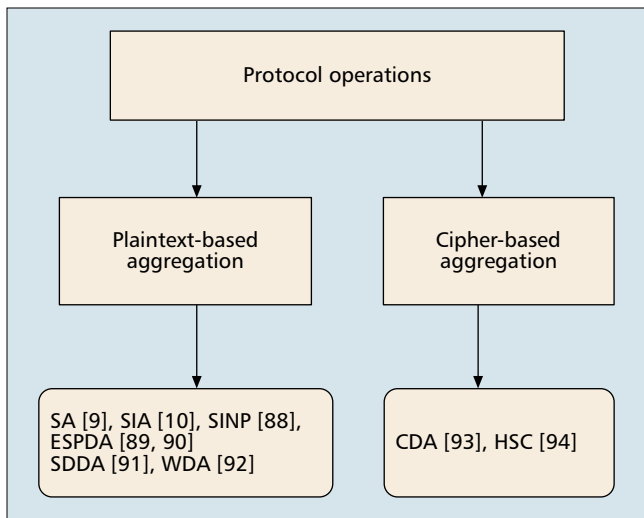 Protocol operations
Plaintext-based
aggregation
Cipher-based
aggregation
SA [9], SIA [10], SINP [88],
ESPDA [89, 90]
SDDA [91], WDA [92]
CDA [93], HSC [94]